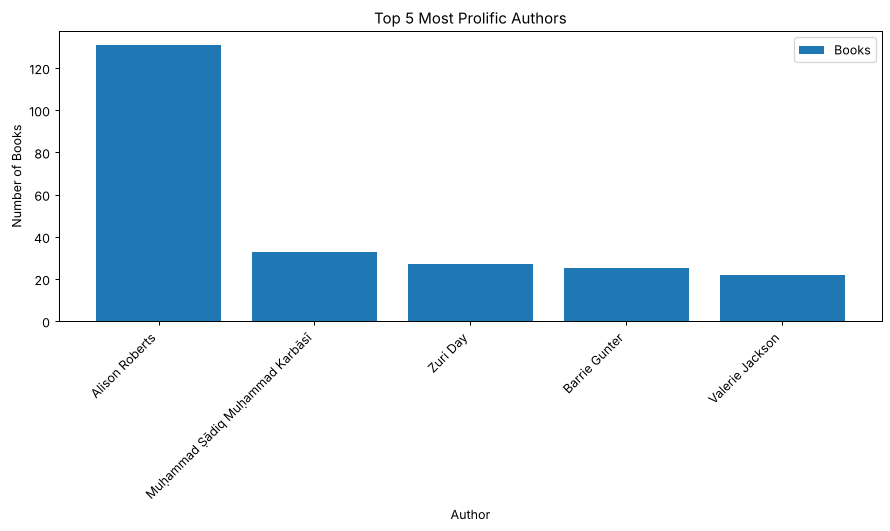 Top 5 Most Prolific Authors
Books
Number of Books
120
100
80
60
40
20
0
Alison Roberts
Muḥammad Ṣādiq Muḥammad Karbāsī
Zuri Day
Barrie Gunter
Valerie Jackson
Author